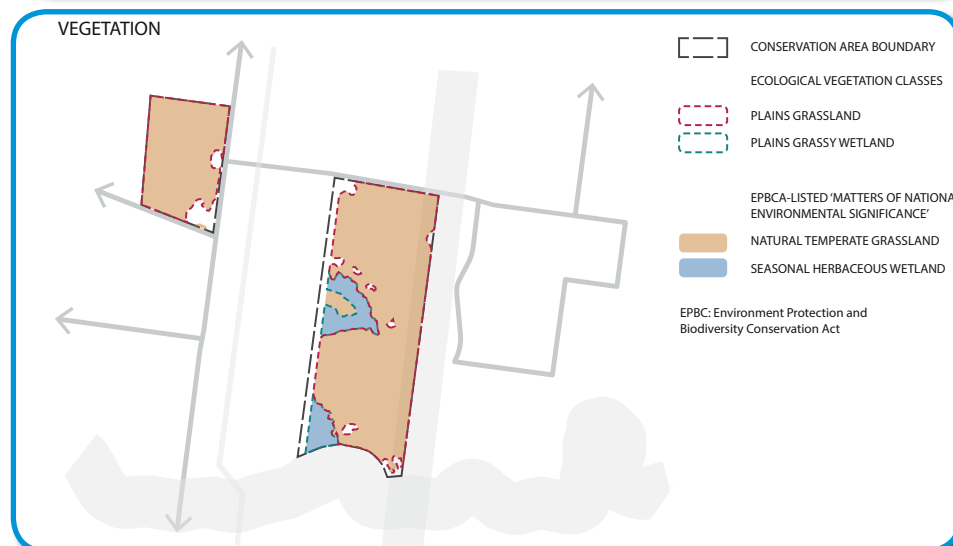 VEGETATION
CONSERVATION AREA BOUNDARY
ECOLOGICAL VEGETATION CLASSES
PLAINS GRASSLAND
PLAINS GRASSY WETLAND
EPBCA-LISTED ‘MATTERS OF NATIONA
ENVIRONMENTAL SIGNIFICANCE’
NATURAL TEMPERATE GRASSLAND
SEASONAL HERBACEOUS WETLAND
EPBC: Environment Protection and
Biodiversity Conservation Act